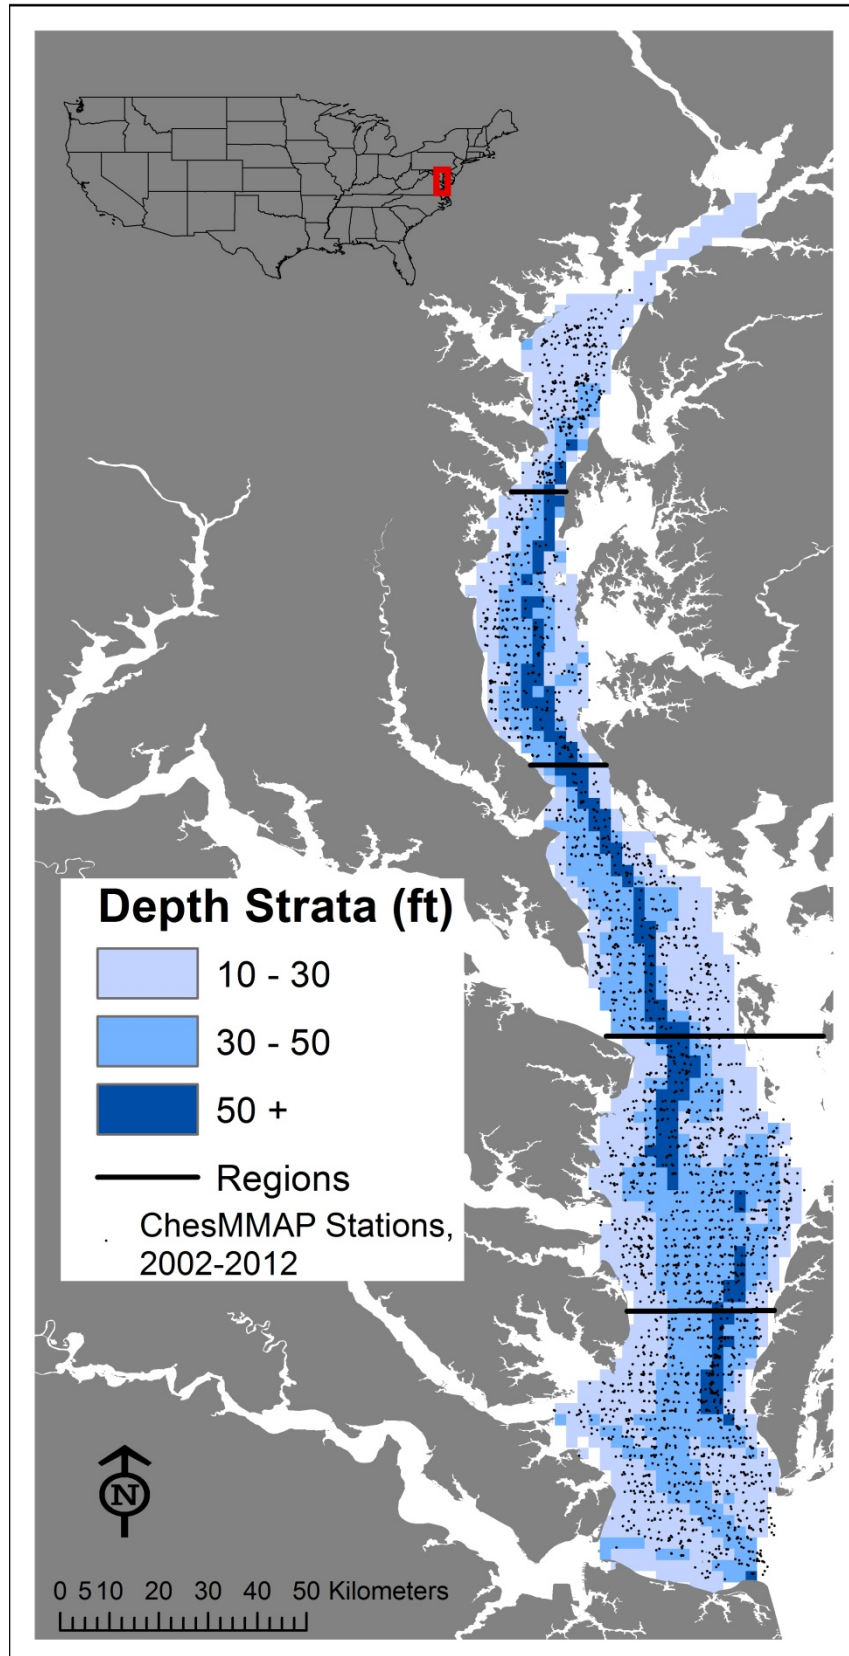 Depth Strata (ft)
10 - 30
30 - 50
50 +
Regions
ChesMMAP Stations,
2002-2012
N
0 5 10 20 30 40 50 Kilometers